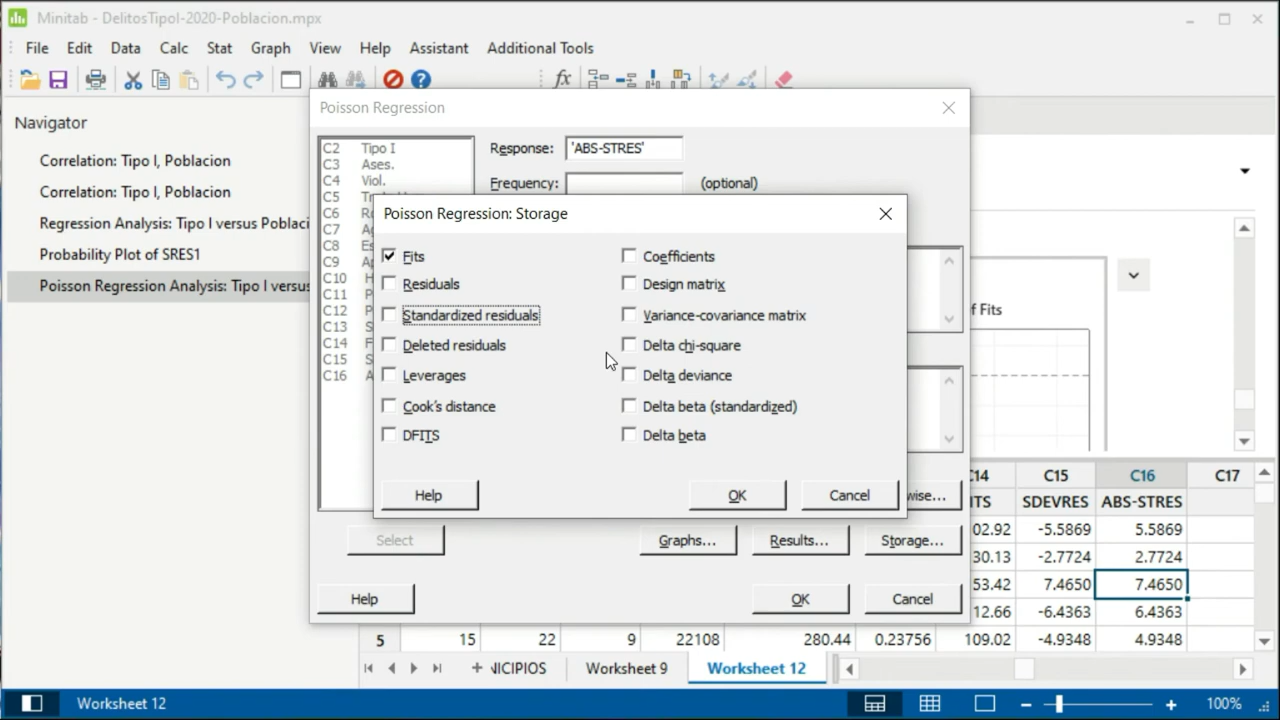 Minitab - DelitosTipoI-2020-Poblacion.mpx
File Edit Data Calc Stat Graph View Help Assistant Additional Tools
Navigator
Correlation: Tipo I, Poblacion
Correlation: Tipo I, Poblacion
Regression Analysis: Tipo I versus Poblaci
Probability Plot of SRES1
Poisson Regression Analysis: Tipo I versus
Poisson Regression
C2 Tipo I
C3 Ases.
C4 Viol.
C5
C6
C7
C8
C9
C10
C11
C12
C13
C14
C15
C16
Response: 'ABS-STRES'
Frequency: (optional)
Poisson Regression: Storage
Fits
Residuals
Standardized residuals
Deleted residuals
Leverages
Cook's distance
DFITS
Coefficients
Design matrix
Variance-covariance matrix
Delta chi-square
Delta deviance
Delta beta (standardized)
Delta beta
Help OK Cancel
wise...
Select Graphs... Results... Storage...
Help OK Cancel
f Fits
C14 C15 C16 C17
ITS SDEVRES ABS-STRES
02.92 -5.5869 5.5869
30.13 -2.7724 2.7724
53.42 7.4650 7.4650
12.66 -6.4363 6.4363
5 15 22 9 22108 280.44 0.23756 109.02 -4.9348 4.9348
NICIPIOS Worksheet 9 Worksheet 12
Worksheet 12 100%